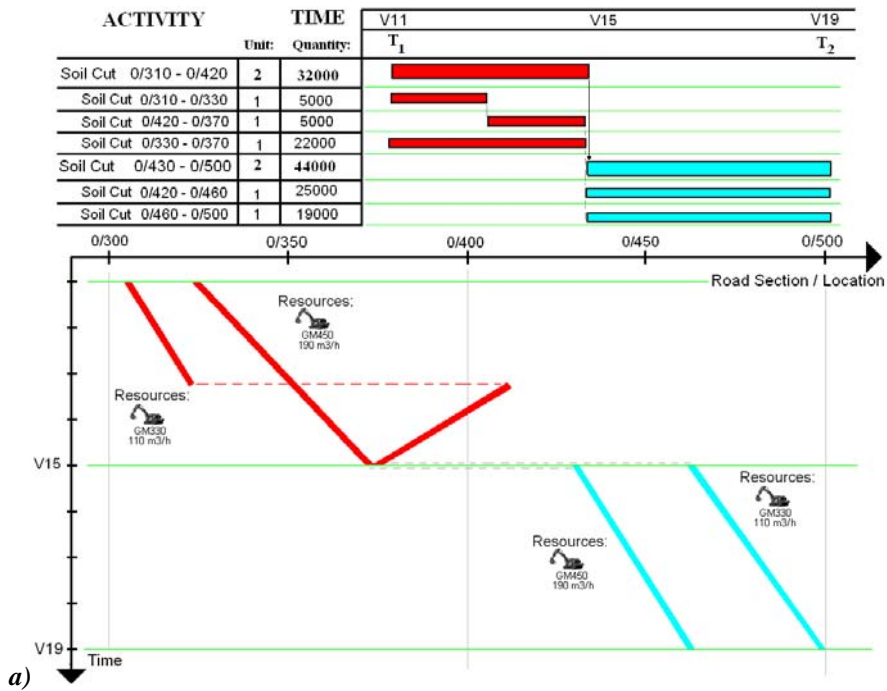 ACTIVITY TIME V11 V15 V19
Unit: Quantity: T1 T2
Soil Cut 0/310 - 0/420 2 32000
Soil Cut 0/310 - 0/330 1 5000
Soil Cut 0/420 - 0/370 1 5000
Soil Cut 0/330 - 0/370 1 22000
Soil Cut 0/430 - 0/500 2 44000
Soil Cut 0/420 - 0/460 1 25000
Soil Cut 0/460 - 0/500 1 19000
0/300 0/350 0/400 0/450 0/500
Road Section / Location
Resources:
GM450
190 m3/h
Resources:
GM330
110 m3/h
V15
Resources:
GM330
110 m3/h
Resources:
GM450
190 m3/h
V19
Time
a)